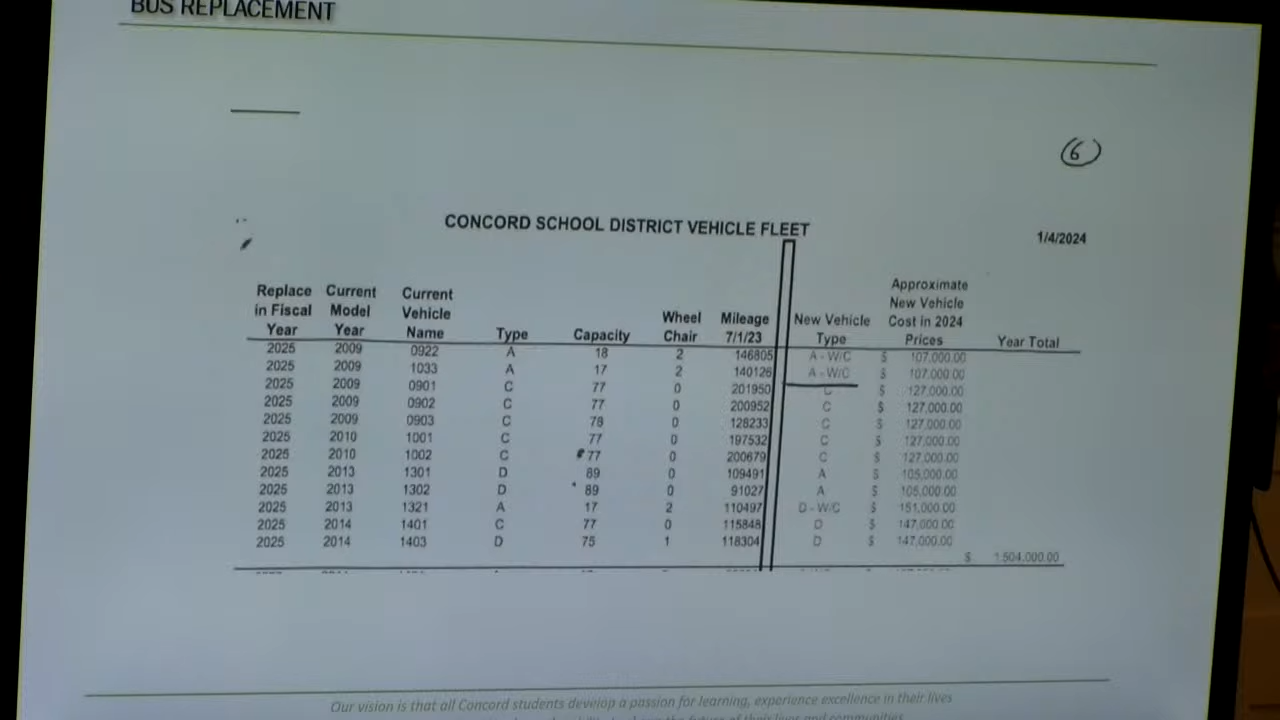 BUS REPLACEMENT
6
CONCORD SCHOOL DISTRICT VEHICLE FLEET
1/4/2024
Replace in Fiscal Year Current Model Year Current Vehicle Name Type Capacity Wheel Chair Mileage 7/1/23 New Vehicle Type Approximate New Vehicle Cost in 2024 Prices Year Total
2025 2009 0922 A 18 2 146805 A - W/C $ 107,000.00
2025 2009 1033 A 17 2 140126 A - W/C $ 107,000.00
2025 2009 0901 C 77 0 201950 C $ 127,000.00
2025 2009 0902 C 77 0 200952 C $ 127,000.00
2025 2009 0903 C 78 0 128233 C $ 127,000.00
2025 2010 1001 C 77 0 197532 C $ 127,000.00
2025 2010 1002 C 77 0 200679 C $ 127,000.00
2025 2013 1301 D 89 0 109491 A $ 105,000.00
2025 2013 1302 D 89 0 91027 A $ 105,000.00
2025 2013 1321 A 17 2 110497 D - W/C $ 151,000.00
2025 2014 1401 C 77 0 115848 D $ 147,000.00
2025 2014 1403 D 75 1 118304 D $ 147,000.00
$ 1,504,000.00
Our vision is that all Concord students develop a passion for learning, experience excellence in their lives